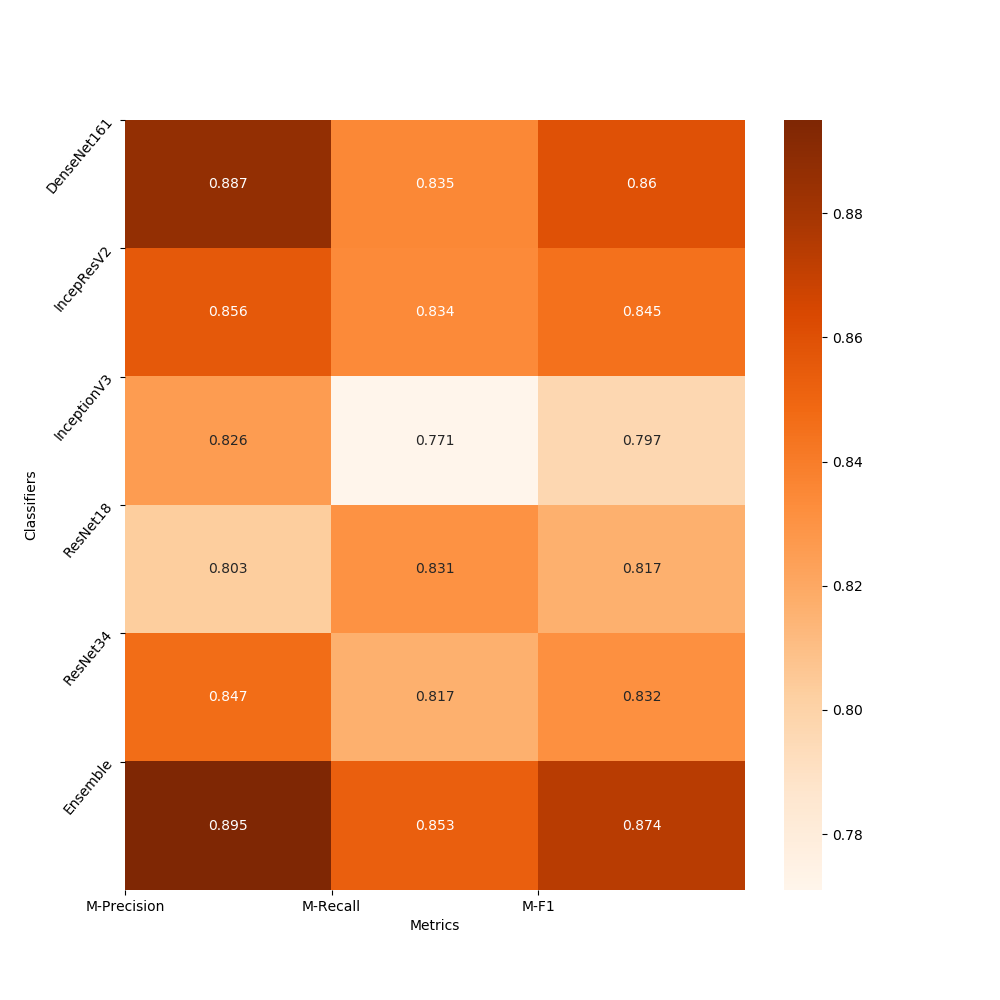 DenseNet161
0.887 0.835 0.86
0.88
IncepResV2
0.856 0.834 0.845
0.86
InceptionV3
0.826 0.771 0.797
0.84
Classifiers
ResNet18
0.803 0.831 0.817
0.82
ResNet34
0.847 0.817 0.832
0.80
Ensemble
0.895 0.853 0.874
0.78
M-Precision M-Recall M-F1
Metrics